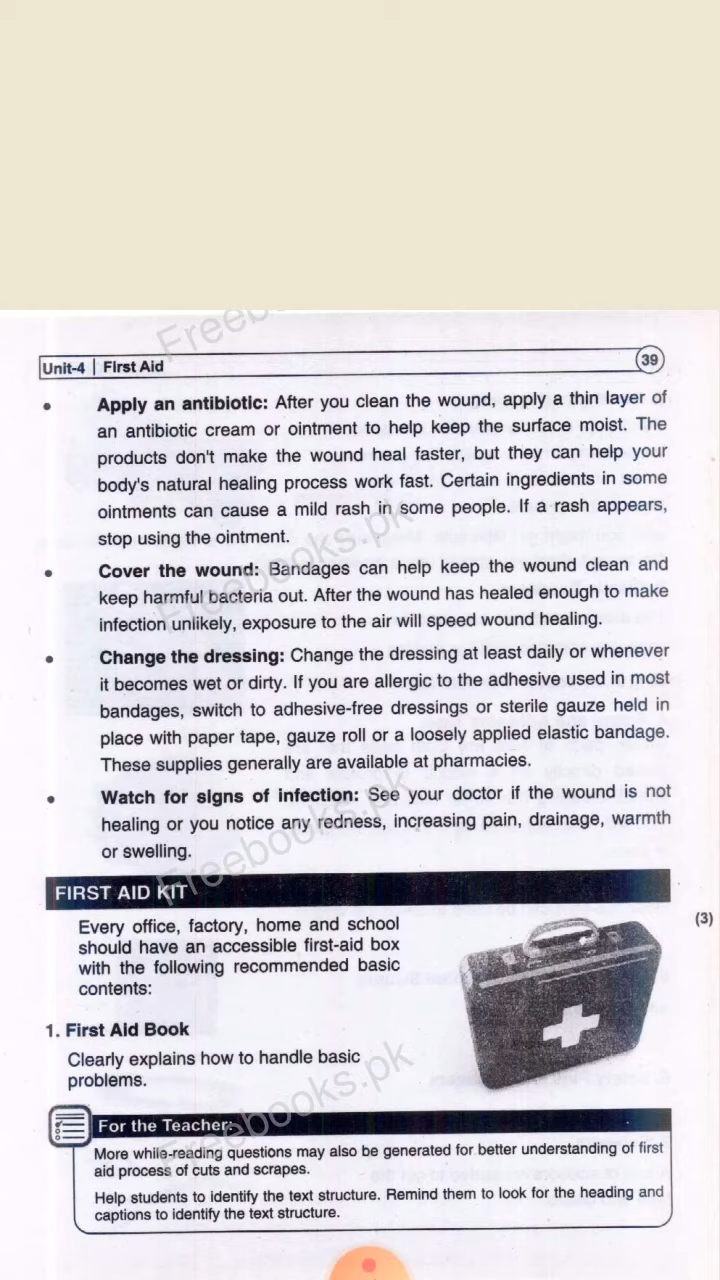 Unit-4 | First Aid 39
• Apply an antibiotic: After you clean the wound, apply a thin layer of
an antibiotic cream or ointment to help keep the surface moist. The
products don't make the wound heal faster, but they can help your
body's natural healing process work fast. Certain ingredients in some
ointments can cause a mild rash in some people. If a rash appears,
stop using the ointment.
• Cover the wound: Bandages can help keep the wound clean and
keep harmful bacteria out. After the wound has healed enough to make
infection unlikely, exposure to the air will speed wound healing.
• Change the dressing: Change the dressing at least daily or whenever
it becomes wet or dirty. If you are allergic to the adhesive used in most
bandages, switch to adhesive-free dressings or sterile gauze held in
place with paper tape, gauze roll or a loosely applied elastic bandage.
These supplies generally are available at pharmacies.
• Watch for signs of infection: See your doctor if the wound is not
healing or you notice any redness, increasing pain, drainage, warmth
or swelling.
FIRST AID KIT
(3)
Every office, factory, home and school
should have an accessible first-aid box
with the following recommended basic
contents:
1. First Aid Book
Clearly explains how to handle basic
problems.
For the Teacher:
More while-reading questions may also be generated for better understanding of first
aid process of cuts and scrapes.
Help students to identify the text structure. Remind them to look for the heading and
captions to identify the text structure.
Freebooks.pk
Freebooks.pk
Freebooks.pk